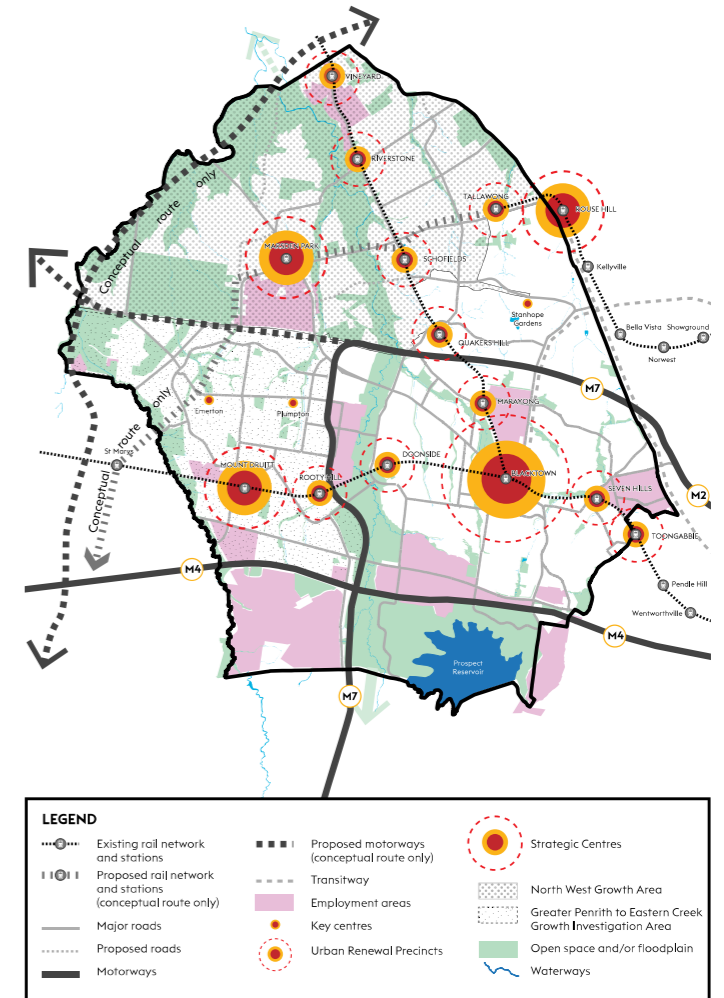 VINEYARD
RIVERSTONE
TALLAWONG
ROUSE HILL
Conceptual route only
MARSDEN PARK
SCHOFIELDS
Kellyville
Stanhope
Gardens
Bella Vista
Showground
Norwest
QUAKERS HILL
M7
MARAYONG
Emerton
Plumpton
Conceptual route only
St Marys
DOONSIDE
MOUNT DRUITT
ROOTY HILL
BLACKTOWN
SEVEN HILLS
M2
TOONGABBIE
M4
Pendle Hill
Wentworthville
M4
Prospect
Reservoir
M7
LEGEND
Existing rail network
and stations
Proposed rail network
and stations
(conceptual route only)
Major roads
Proposed roads
Motorways
Proposed motorways
(conceptual route only)
Transitway
Employment areas
Key centres
Urban Renewal Precincts
Strategic Centres
North West Growth Area
Greater Penrith to Eastern Creek
Growth Investigation Area
Open space and/or floodplain
Waterways